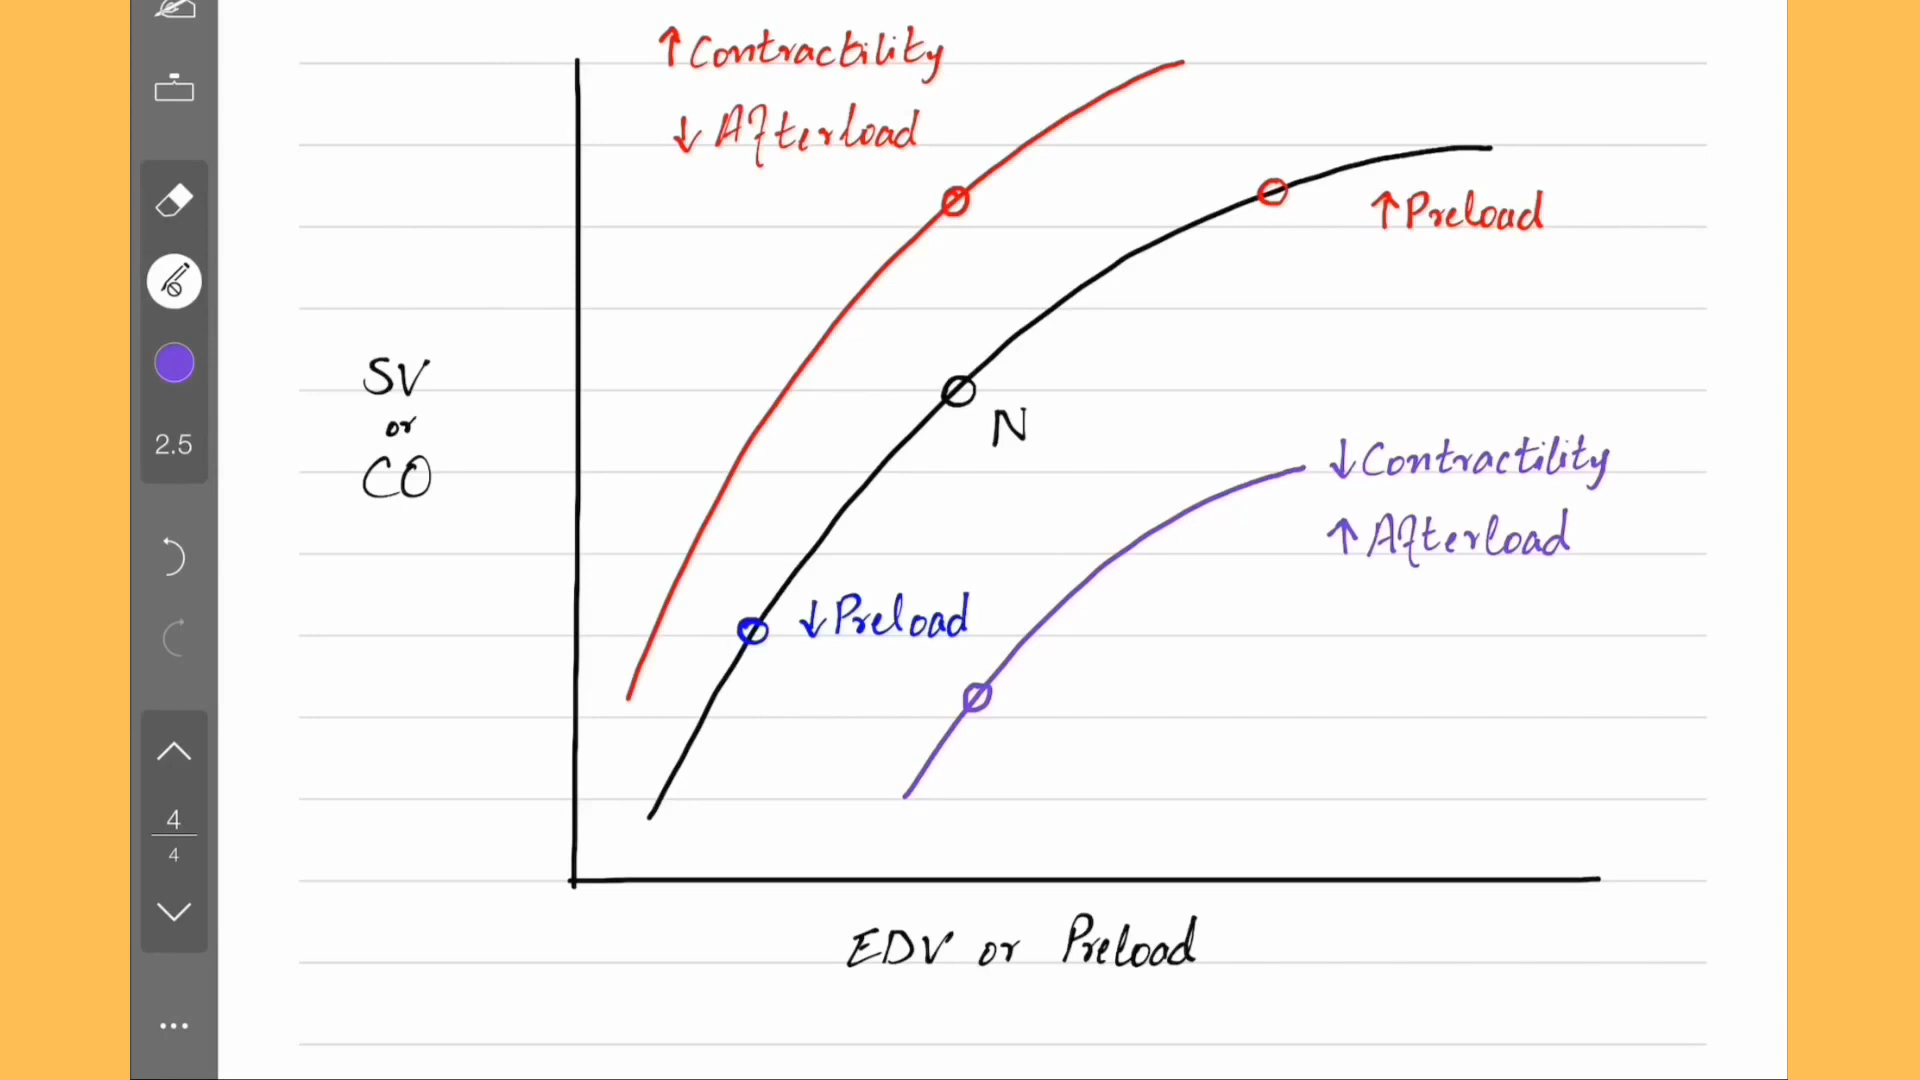 ↑ Contractility
↓ Afterload
↑ Preload
SV
or
CO
N
↓ Contractility
↑ Afterload
↓ Preload
EDV or Preload
2.5
4
4